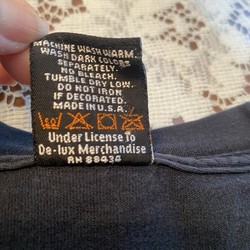 MACHINE WASH WARM.
WASH DARK COLORS
SEPARATELY.
NO BLEACH.
TUMBLE DRY LOW.
DO NOT IRON
IF DECORATED.
MADE IN U.S.A.
Under License To
De-lux Merchandise
RN 88434